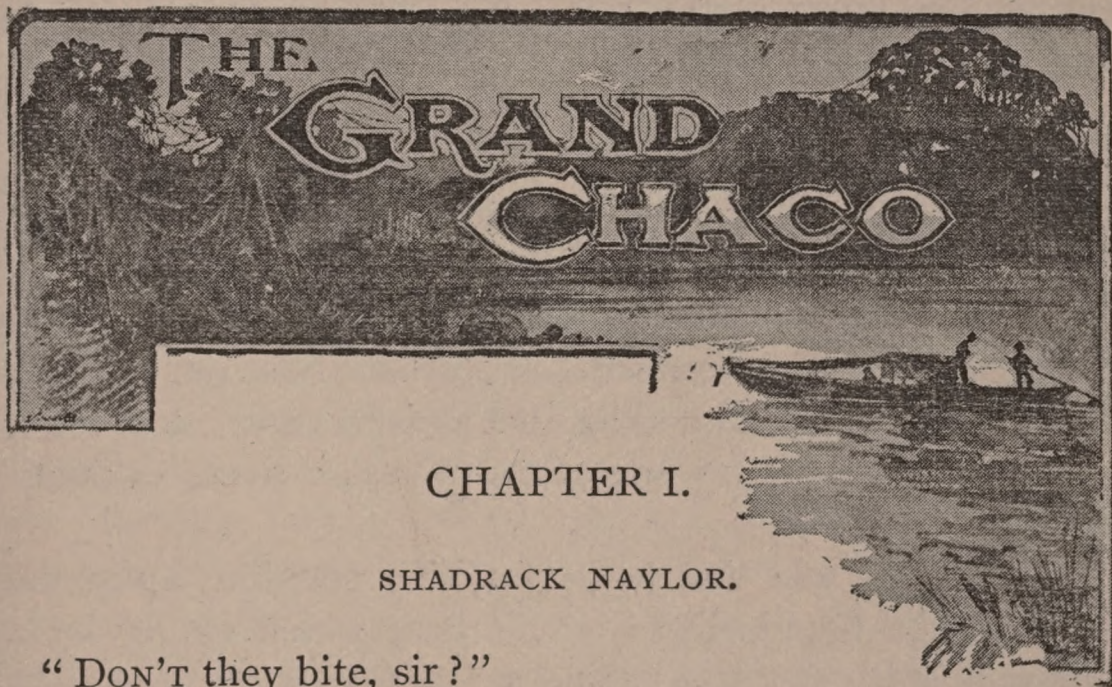 THE
GRAND
CHACO
CHAPTER I.
SHADRACK NAYLOR.
“ DON'T they bite, sir ? ”